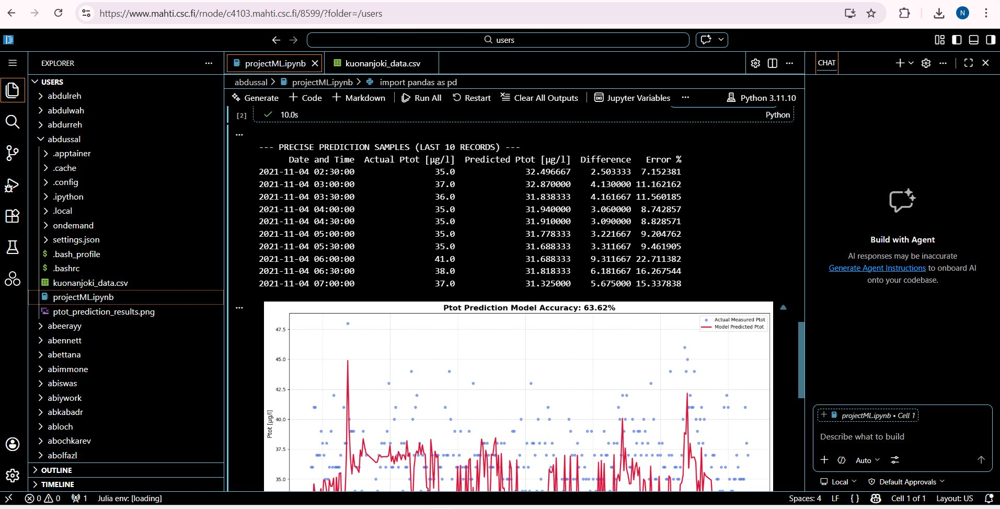 https://www.mahti.csc.fi/rnode/c4103.mahti.csc.fi/8599/?folder=/users
N
users
EXPLORER
USERS
abdulreh
abdulwah
abdurreh
abdussal
.apptainer
.cache
.config
.ipython
.local
ondemand
settings.json
$ .bash_profile
$ .bashrc
kuonanjoki_data.csv
projectML.ipynb
ptot_prediction_results.png
abeerayy
abennett
abettana
abimmone
abiswas
abiywork
abkabadr
abloch
abochkarev
abolfazl
OUTLINE
TIMELINE
projectML.ipynb
kuonanjoki_data.csv
abdussal > projectML.ipynb > import pandas as pd
Generate + Code + Markdown Run All Restart Clear All Outputs Jupyter Variables ... Python 3.11.10
[2] 10.0s Python
--- PRECISE PREDICTION SAMPLES (LAST 10 RECORDS) ---
Date and Time Actual Ptot [µg/l] Predicted Ptot [µg/l] Difference Error %
2021-11-04 02:30:00 35.0 32.496667 2.503333 7.152381
2021-11-04 03:00:00 37.0 32.870000 4.130000 11.162162
2021-11-04 03:30:00 36.0 31.838333 4.161667 11.560185
2021-11-04 04:00:00 35.0 31.940000 3.060000 8.742857
2021-11-04 04:30:00 35.0 31.910000 3.090000 8.828571
2021-11-04 05:00:00 35.0 31.778333 3.221667 9.204762
2021-11-04 05:30:00 35.0 31.688333 3.311667 9.461905
2021-11-04 06:00:00 41.0 31.688333 9.311667 22.711382
2021-11-04 06:30:00 38.0 31.818333 6.181667 16.267544
2021-11-04 07:00:00 37.0 31.325000 5.675000 15.337838
Ptot Prediction Model Accuracy: 63.62%
Actual Measured Ptot
Model Predicted Ptot
47.5
45.0
42.5
40.0
37.5
35.0
Ptot [µg/l]
CHAT
Build with Agent
AI responses may be inaccurate
Generate Agent Instructions to onboard AI
onto your codebase.
projectML.ipynb • Cell 1
Describe what to build
Auto
Local
Default Approvals
0 0 1 Julia env: [loading]
Spaces: 4 LF { } Cell 1 of 1 Layout: US